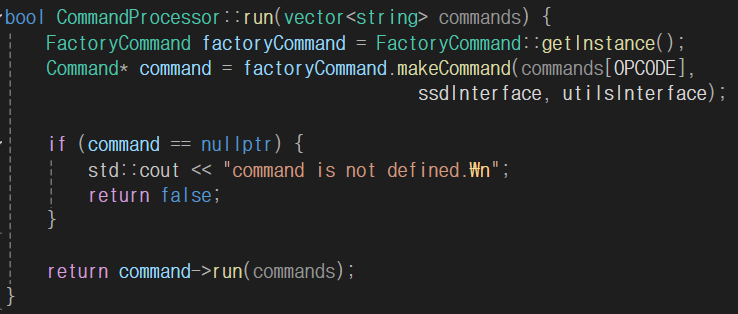 bool CommandProcessor::run(vector<string> commands) {
    FactoryCommand factoryCommand = FactoryCommand::getInstance();
    Command* command = factoryCommand.makeCommand(commands[OPCODE],
                                        ssdInterface, utilsInterface);
    if (command == nullptr) {
        std::cout << "command is not defined.₩n";
        return false;
    }
    return command->run(commands);
}